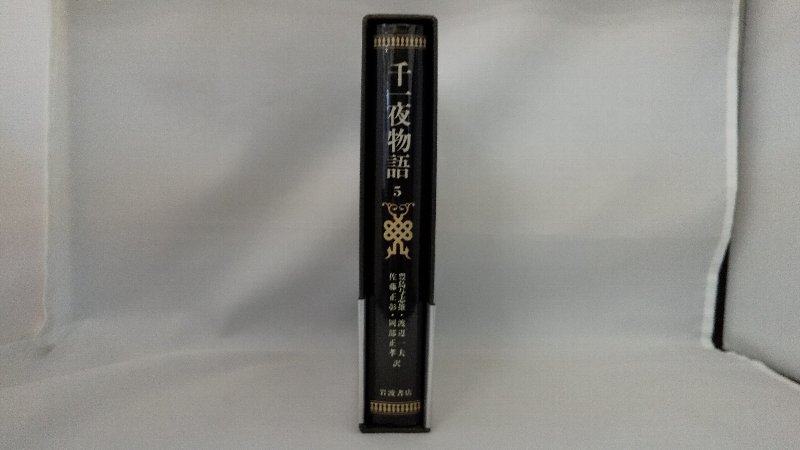 千一夜物語
5
豊島与志雄・渡辺一夫
佐藤正彰・岡部正孝
訳
岩波書店